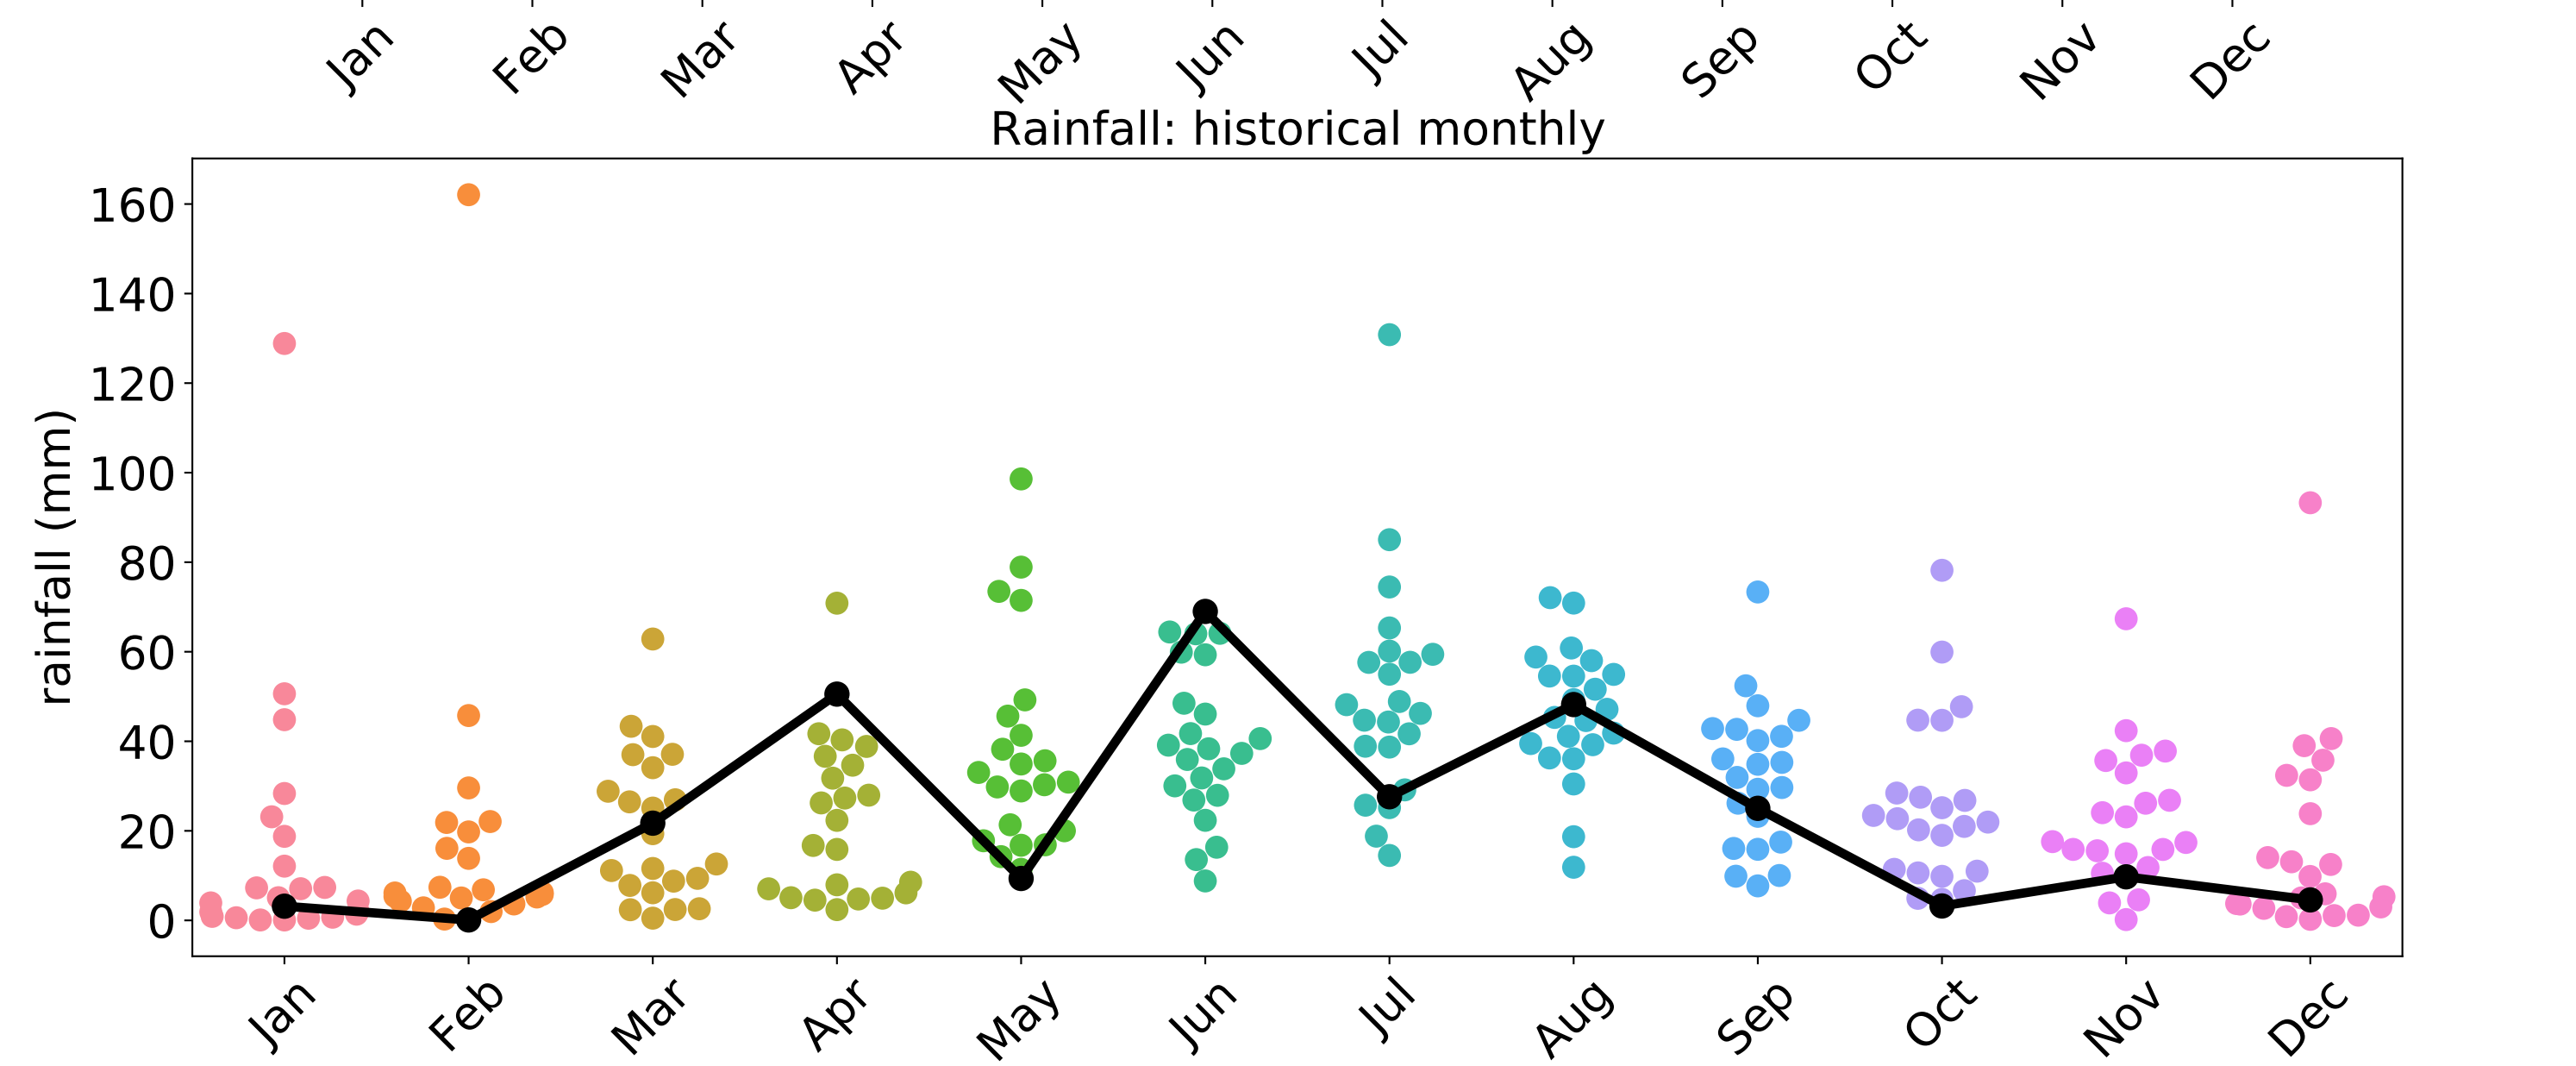 Jan Feb Mar Apr May Jun Jul Aug Sep Oct Nov Dec
Rainfall: historical monthly
160
140
120
100
80
60
40
20
0
rainfall (mm)
Jan Feb Mar Apr May Jun Jul Aug Sep Oct Nov Dec